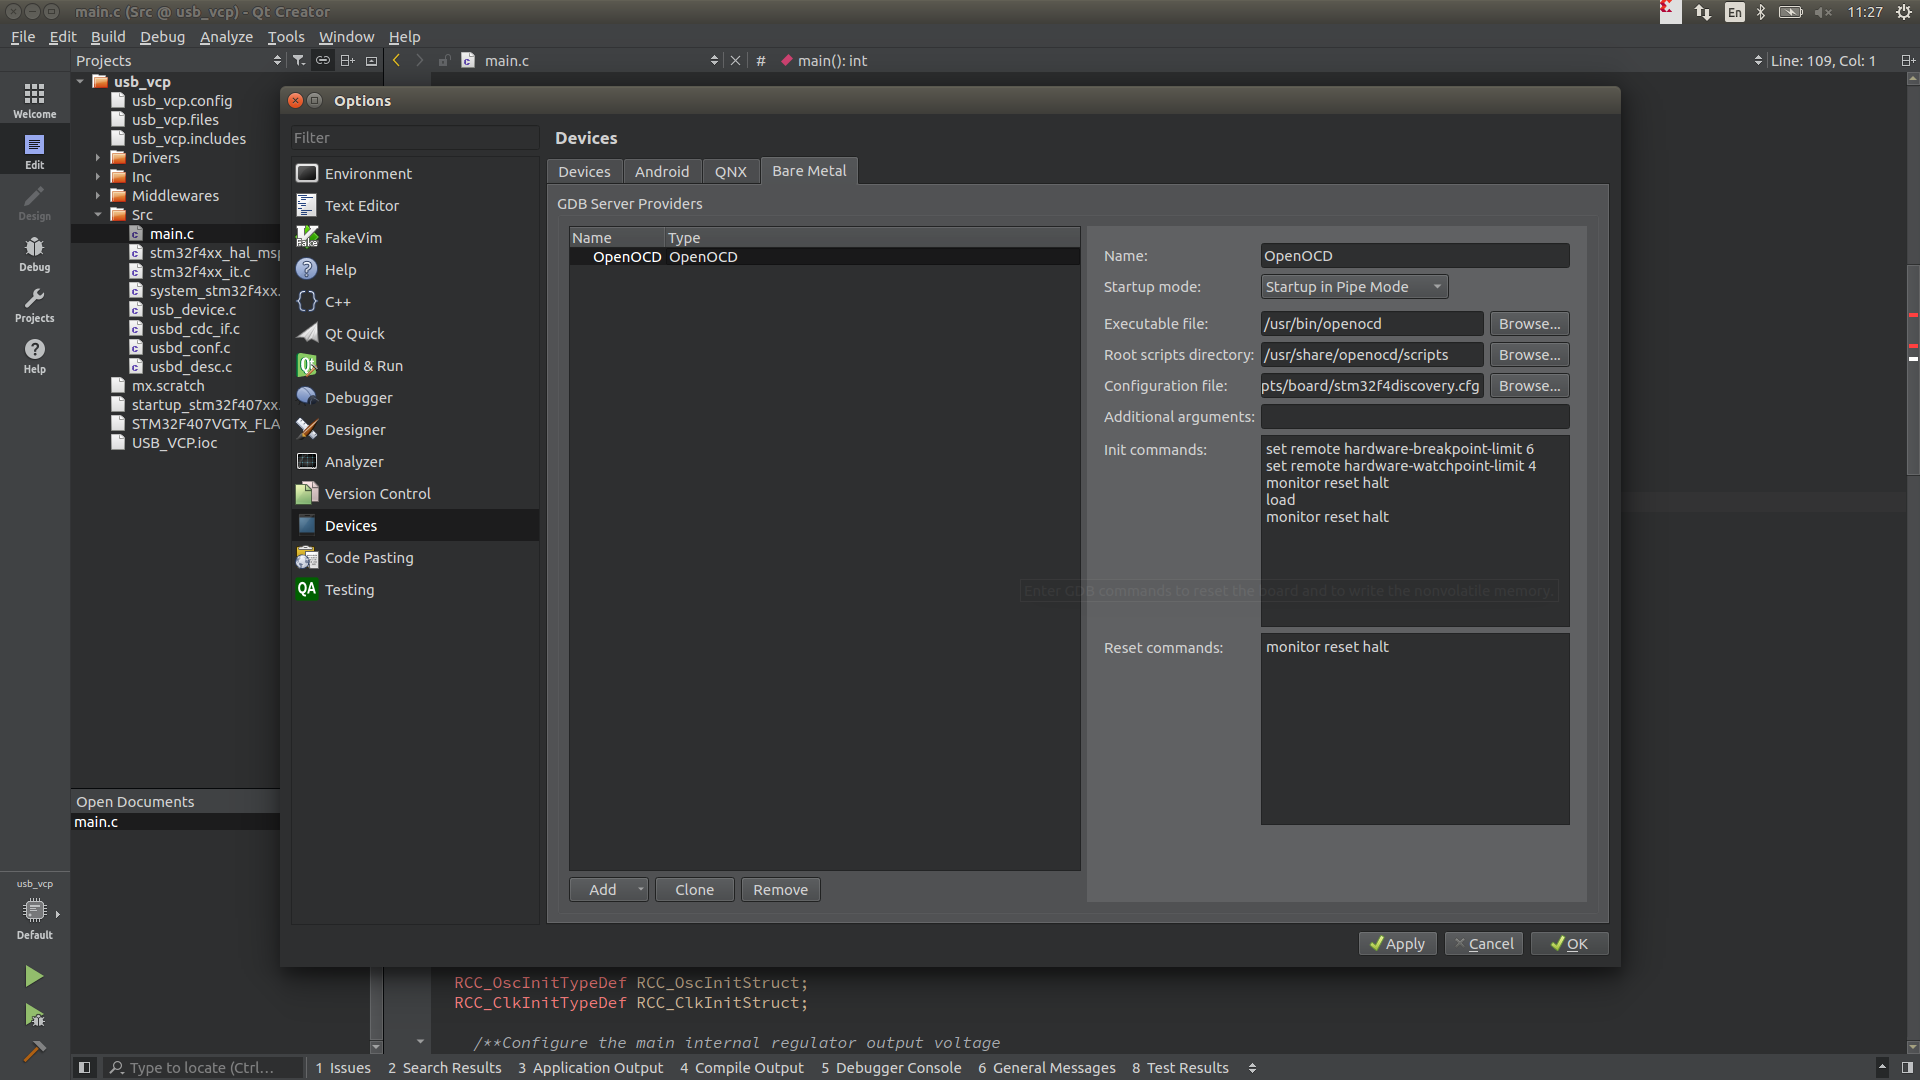 main.c (Src @ usb_vcp) - Qt Creator
En
11:27
File Edit Build Debug Analyze Tools Window Help
Projects
main.c
#
main(): int
Line: 109, Col: 1
Welcome
Edit
Design
Debug
Projects
Help
usb_vcp
usb_vcp.config
usb_vcp.files
usb_vcp.includes
Drivers
Inc
Middlewares
Src
main.c
stm32f4xx_hal_msp
stm32f4xx_it.c
system_stm32f4xx.
usb_device.c
usbd_cdc_if.c
usbd_conf.c
usbd_desc.c
mx.scratch
startup_stm32f407xx.
STM32F407VGTx_FLA
USB_VCP.ioc
Open Documents
main.c
usb_vcp
Default
Options
Filter
Environment
Text Editor
FakeVim
Help
C++
Qt Quick
Build & Run
Debugger
Designer
Analyzer
Version Control
Devices
Code Pasting
QA Testing
Devices
Devices Android QNX Bare Metal
GDB Server Providers
Name Type
OpenOCD OpenOCD
Add Clone Remove
Name: OpenOCD
Startup mode: Startup in Pipe Mode
Executable file: /usr/bin/openocd Browse...
Root scripts directory: /usr/share/openocd/scripts Browse...
Configuration file: pts/board/stm32f4discovery.cfg Browse...
Additional arguments:
Init commands:
set remote hardware-breakpoint-limit 6
set remote hardware-watchpoint-limit 4
monitor reset halt
load
monitor reset halt
Enter GDB commands to reset the board and to write the nonvolatile memory.
Reset commands:
monitor reset halt
Apply Cancel OK
RCC_OscInitTypeDef RCC_OscInitStruct;
RCC_ClkInitTypeDef RCC_ClkInitStruct;
/**Configure the main internal regulator output voltage
Type to locate (Ctrl...
1 Issues 2 Search Results 3 Application Output 4 Compile Output 5 Debugger Console 6 General Messages 8 Test Results